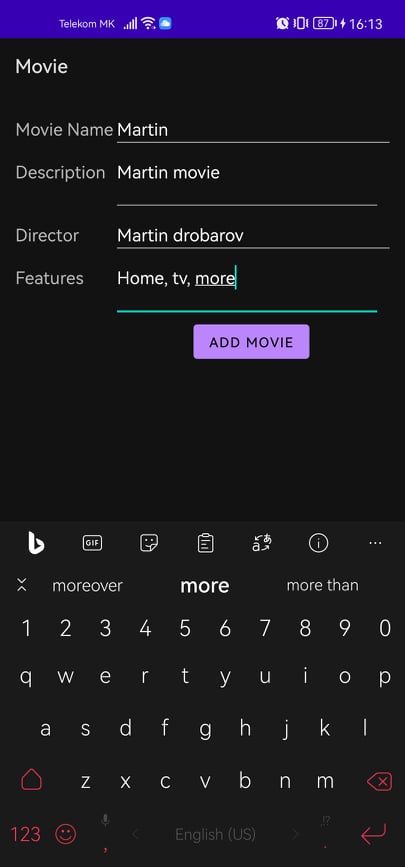 Telekom MK 87 16:13
Movie
Movie Name Martin
Description Martin movie
Director Martin drobarov
Features Home, tv, more
ADD MOVIE
GIF
moreover more more than
1 2 3 4 5 6 7 8 9 0
q w e r t y u i o p
a s d f g h j k l
z x c v b n m
123 , English (US) ,!? .